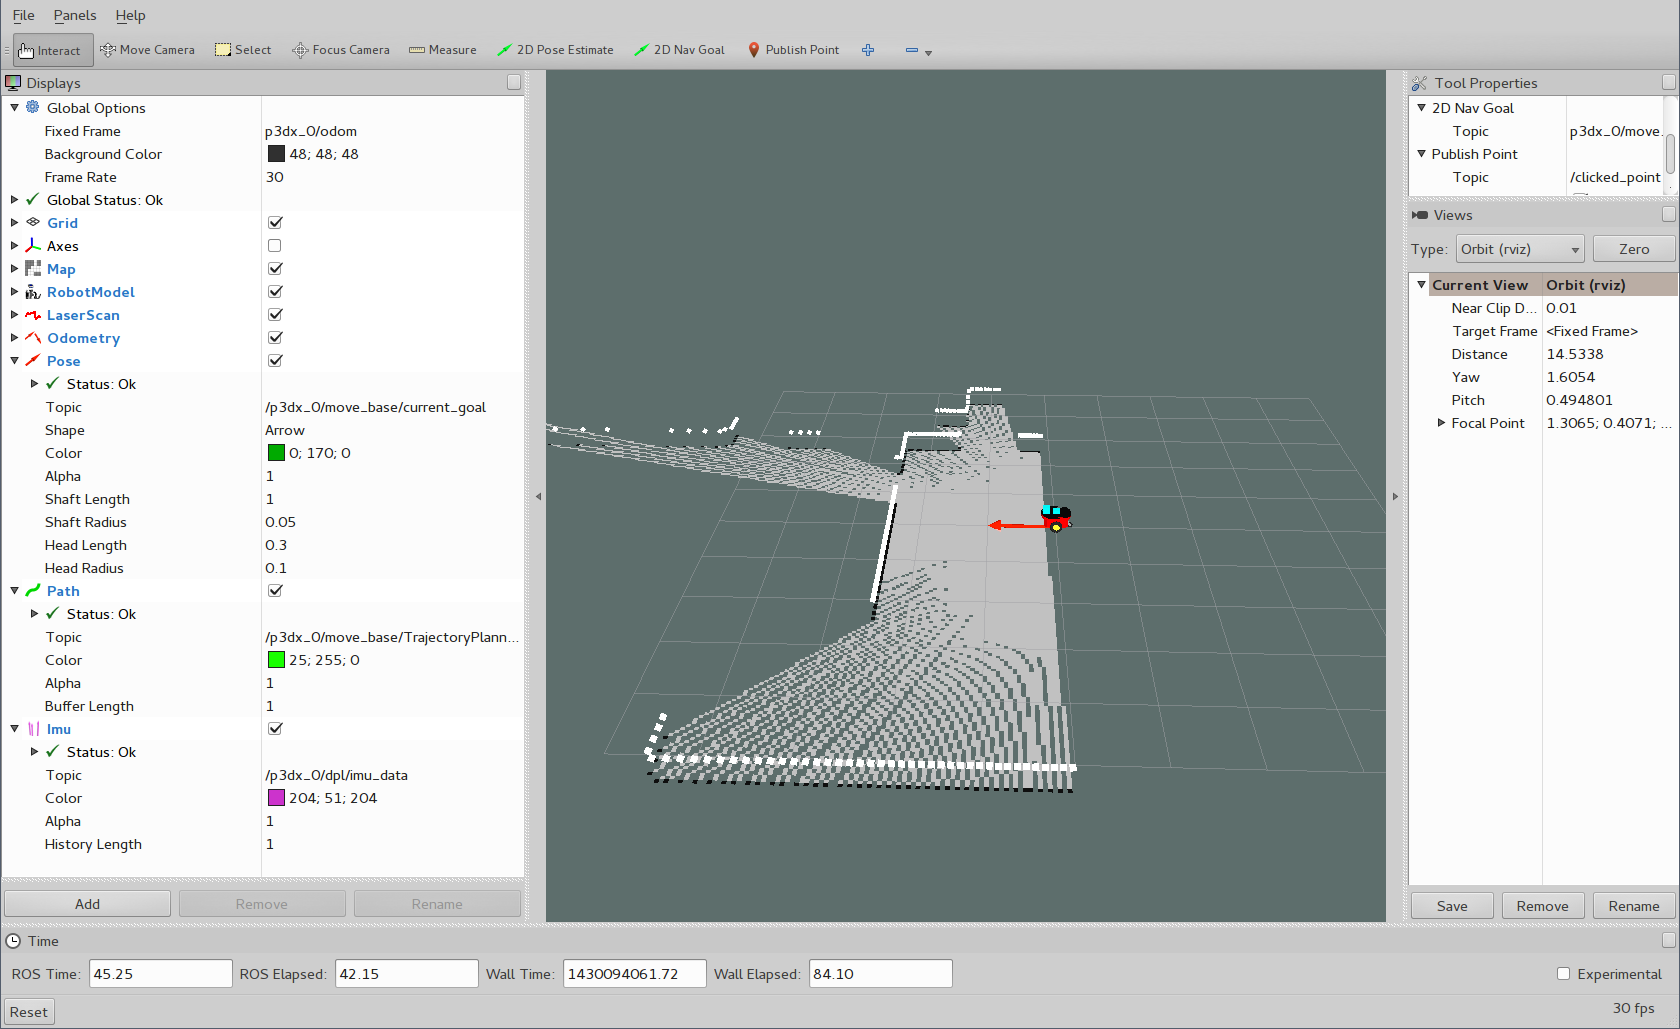 File Panels Help
Interact Move Camera Select Focus Camera Measure 2D Pose Estimate 2D Nav Goal Publish Point
Displays
Global Options
Fixed Frame p3dx_0/odom
Background Color 48; 48; 48
Frame Rate 30
Global Status: Ok
Grid
Axes
Map
RobotModel
LaserScan
Odometry
Pose
Status: Ok
Topic /p3dx_0/move_base/current_goal
Shape Arrow
Color 0; 170; 0
Alpha 1
Shaft Length 1
Shaft Radius 0.05
Head Length 0.3
Head Radius 0.1
Path
Status: Ok
Topic /p3dx_0/move_base/TrajectoryPlann...
Color 25; 255; 0
Alpha 1
Buffer Length 1
Imu
Status: Ok
Topic /p3dx_0/dpl/imu_data
Color 204; 51; 204
Alpha 1
History Length 1
Add Remove Rename
Tool Properties
2D Nav Goal
Topic p3dx_0/move.
Publish Point
Topic /clicked_point
Views
Type: Orbit (rviz) Zero
Current View Orbit (rviz)
Near Clip D... 0.01
Target Frame <Fixed Frame>
Distance 14.5338
Yaw 1.6054
Pitch 0.494801
Focal Point 1.3065; 0.4071; ...
Save Remove Rename
Time
ROS Time: 45.25 ROS Elapsed: 42.15 Wall Time: 1430094061.72 Wall Elapsed: 84.10 Experimental
Reset 30 fps